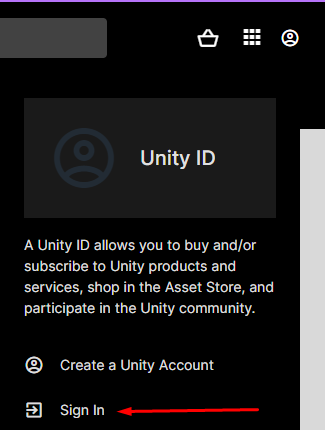 Unity ID
A Unity ID allows you to buy and/or
subscribe to Unity products and
services, shop in the Asset Store, and
participate in the Unity community.
Create a Unity Account
Sign In